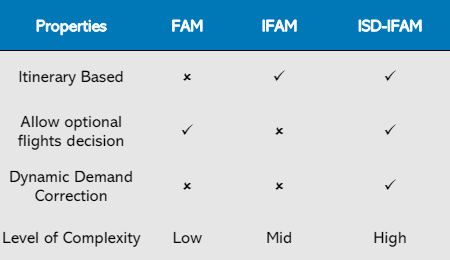 Properties FAM IFAM ISD-IFAM
Itinerary Based × ✓ ✓
Allow optional
flights decision ✓ × ✓
Dynamic Demand
Correction × × ✓
Level of Complexity Low Mid High